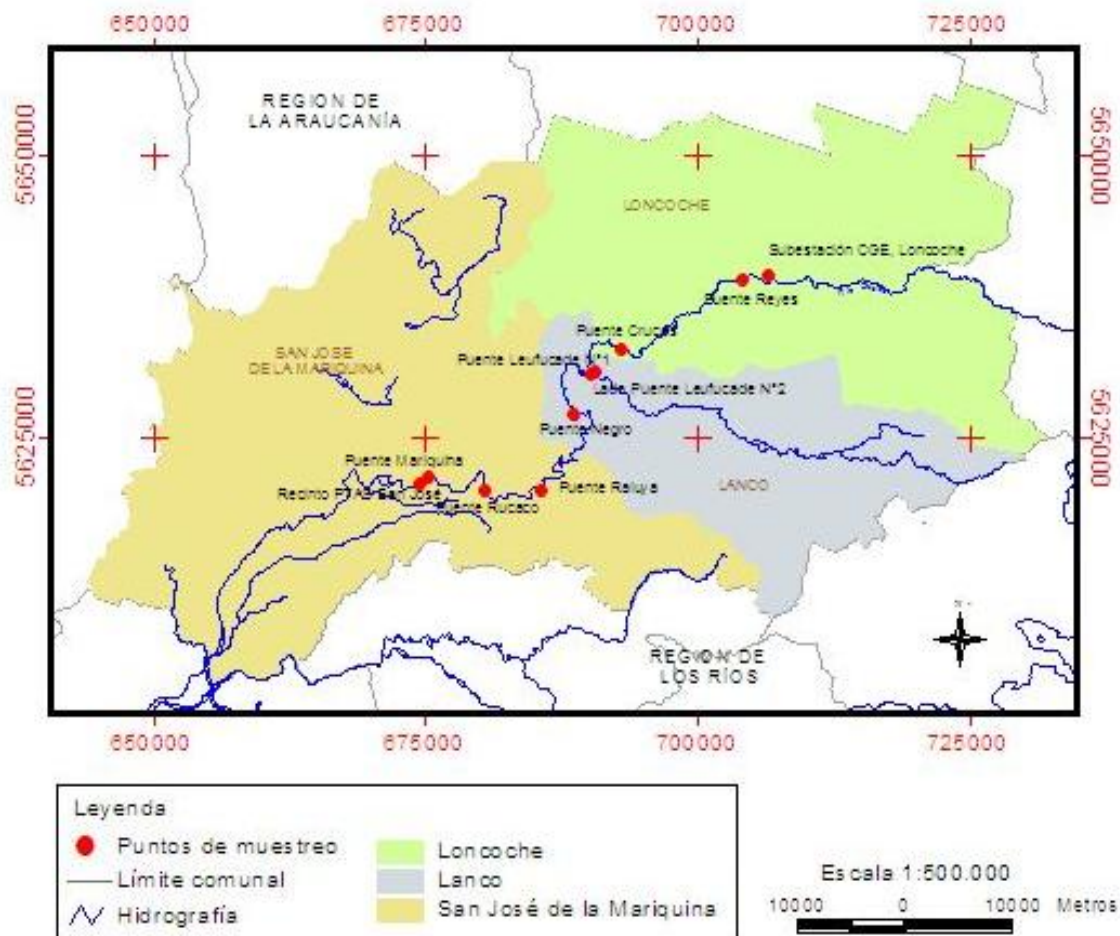 650000 675000 700000 725000
5650000
5625000
5650000
5625000
REGION DE
LA ARAUCANÍA
LONCOCHE
Subestación CGE, Loncoche
Puente Reyes
Puente Cruces
Puente Leufucade N°1
Lado Puente Leufucade N°2
SAN JOSE
DE LA MARIQUINA
Puente Negro
Puente Mariquina
Recinto PTAS San José
Puente Rucaco
Puente Raluya
LANCO
REGION DE
LOS RÍOS
650000 675000 700000 725000
Leyenda
Puntos de muestreo
Límite comunal
Hidrografía
Loncoche
Lanco
San José de la Mariquina
Escala 1:500.000
10000 0 10000 Metros